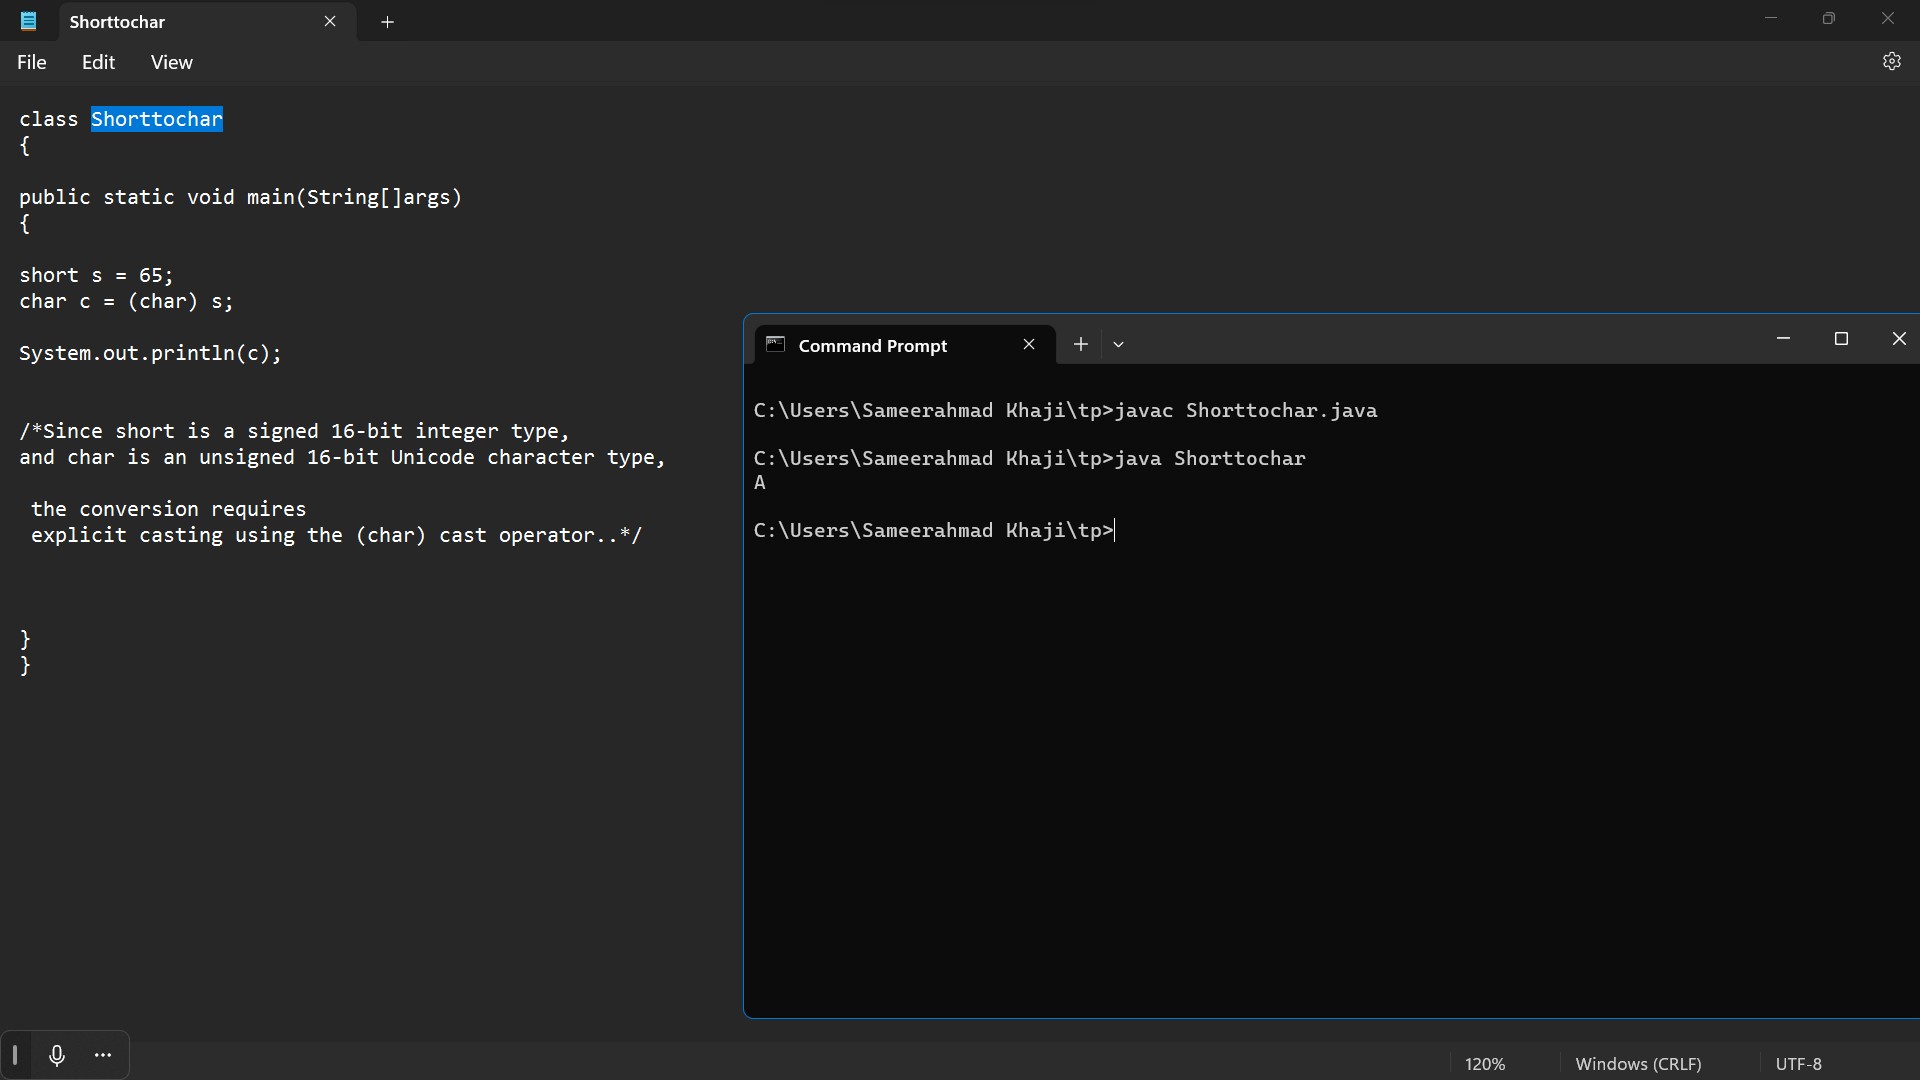 Shorttochar
File Edit View
class Shorttochar
{
public static void main(String[]args)
{
short s = 65;
char c = (char) s;
System.out.println(c);
/*Since short is a signed 16-bit integer type,
and char is an unsigned 16-bit Unicode character type,
the conversion requires
explicit casting using the (char) cast operator..*/
}
}
Command Prompt
C:\Users\Sameerahmad Khaji\tp>javac Shorttochar.java
C:\Users\Sameerahmad Khaji\tp>java Shorttochar
A
C:\Users\Sameerahmad Khaji\tp>
120% Windows (CRLF) UTF-8